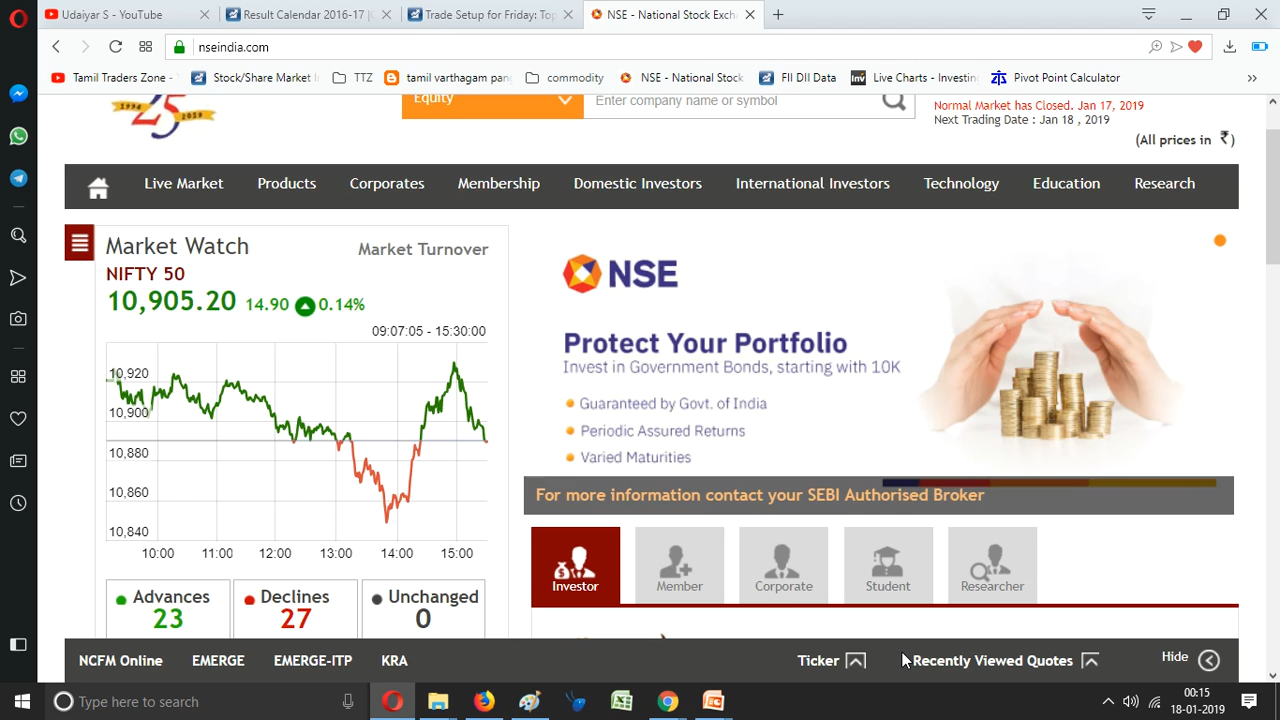 Udaiyar S - YouTube
Result Calendar 2016-17 |
Trade Setup for Friday: Top
NSE - National Stock Exch
nseindia.com
Tamil Traders Zone -
Stock/Share Market
TTZ
tamil varthagam pan
commodity
NSE - National Stock
FII DII Data
Inv
Live Charts - Investin
Pivot Point Calculator
1994 25 2019
Equity
Enter company name or symbol
Normal Market has Closed. Jan 17, 2019
Next Trading Date : Jan 18 , 2019
(All prices in ₹)
Live Market
Products
Corporates
Membership
Domestic Investors
International Investors
Technology
Education
Research
Market Watch
Market Turnover
NIFTY 50
10,905.20 14.90 0.14%
09:07:05 - 15:30:00
10,920
10,900
10,880
10,860
10,840
10:00 11:00 12:00 13:00 14:00 15:00
Advances
23
Declines
27
Unchanged
0
NSE
Protect Your Portfolio
Invest in Government Bonds, starting with 10K
Guaranteed by Govt. of India
Periodic Assured Returns
Varied Maturities
For more information contact your SEBI Authorised Broker
Investor
Member
Corporate
Student
Researcher
NCFM Online
EMERGE
EMERGE-ITP
KRA
Ticker
Recently Viewed Quotes
Hide
Type here to search
00:15
18-01-2019